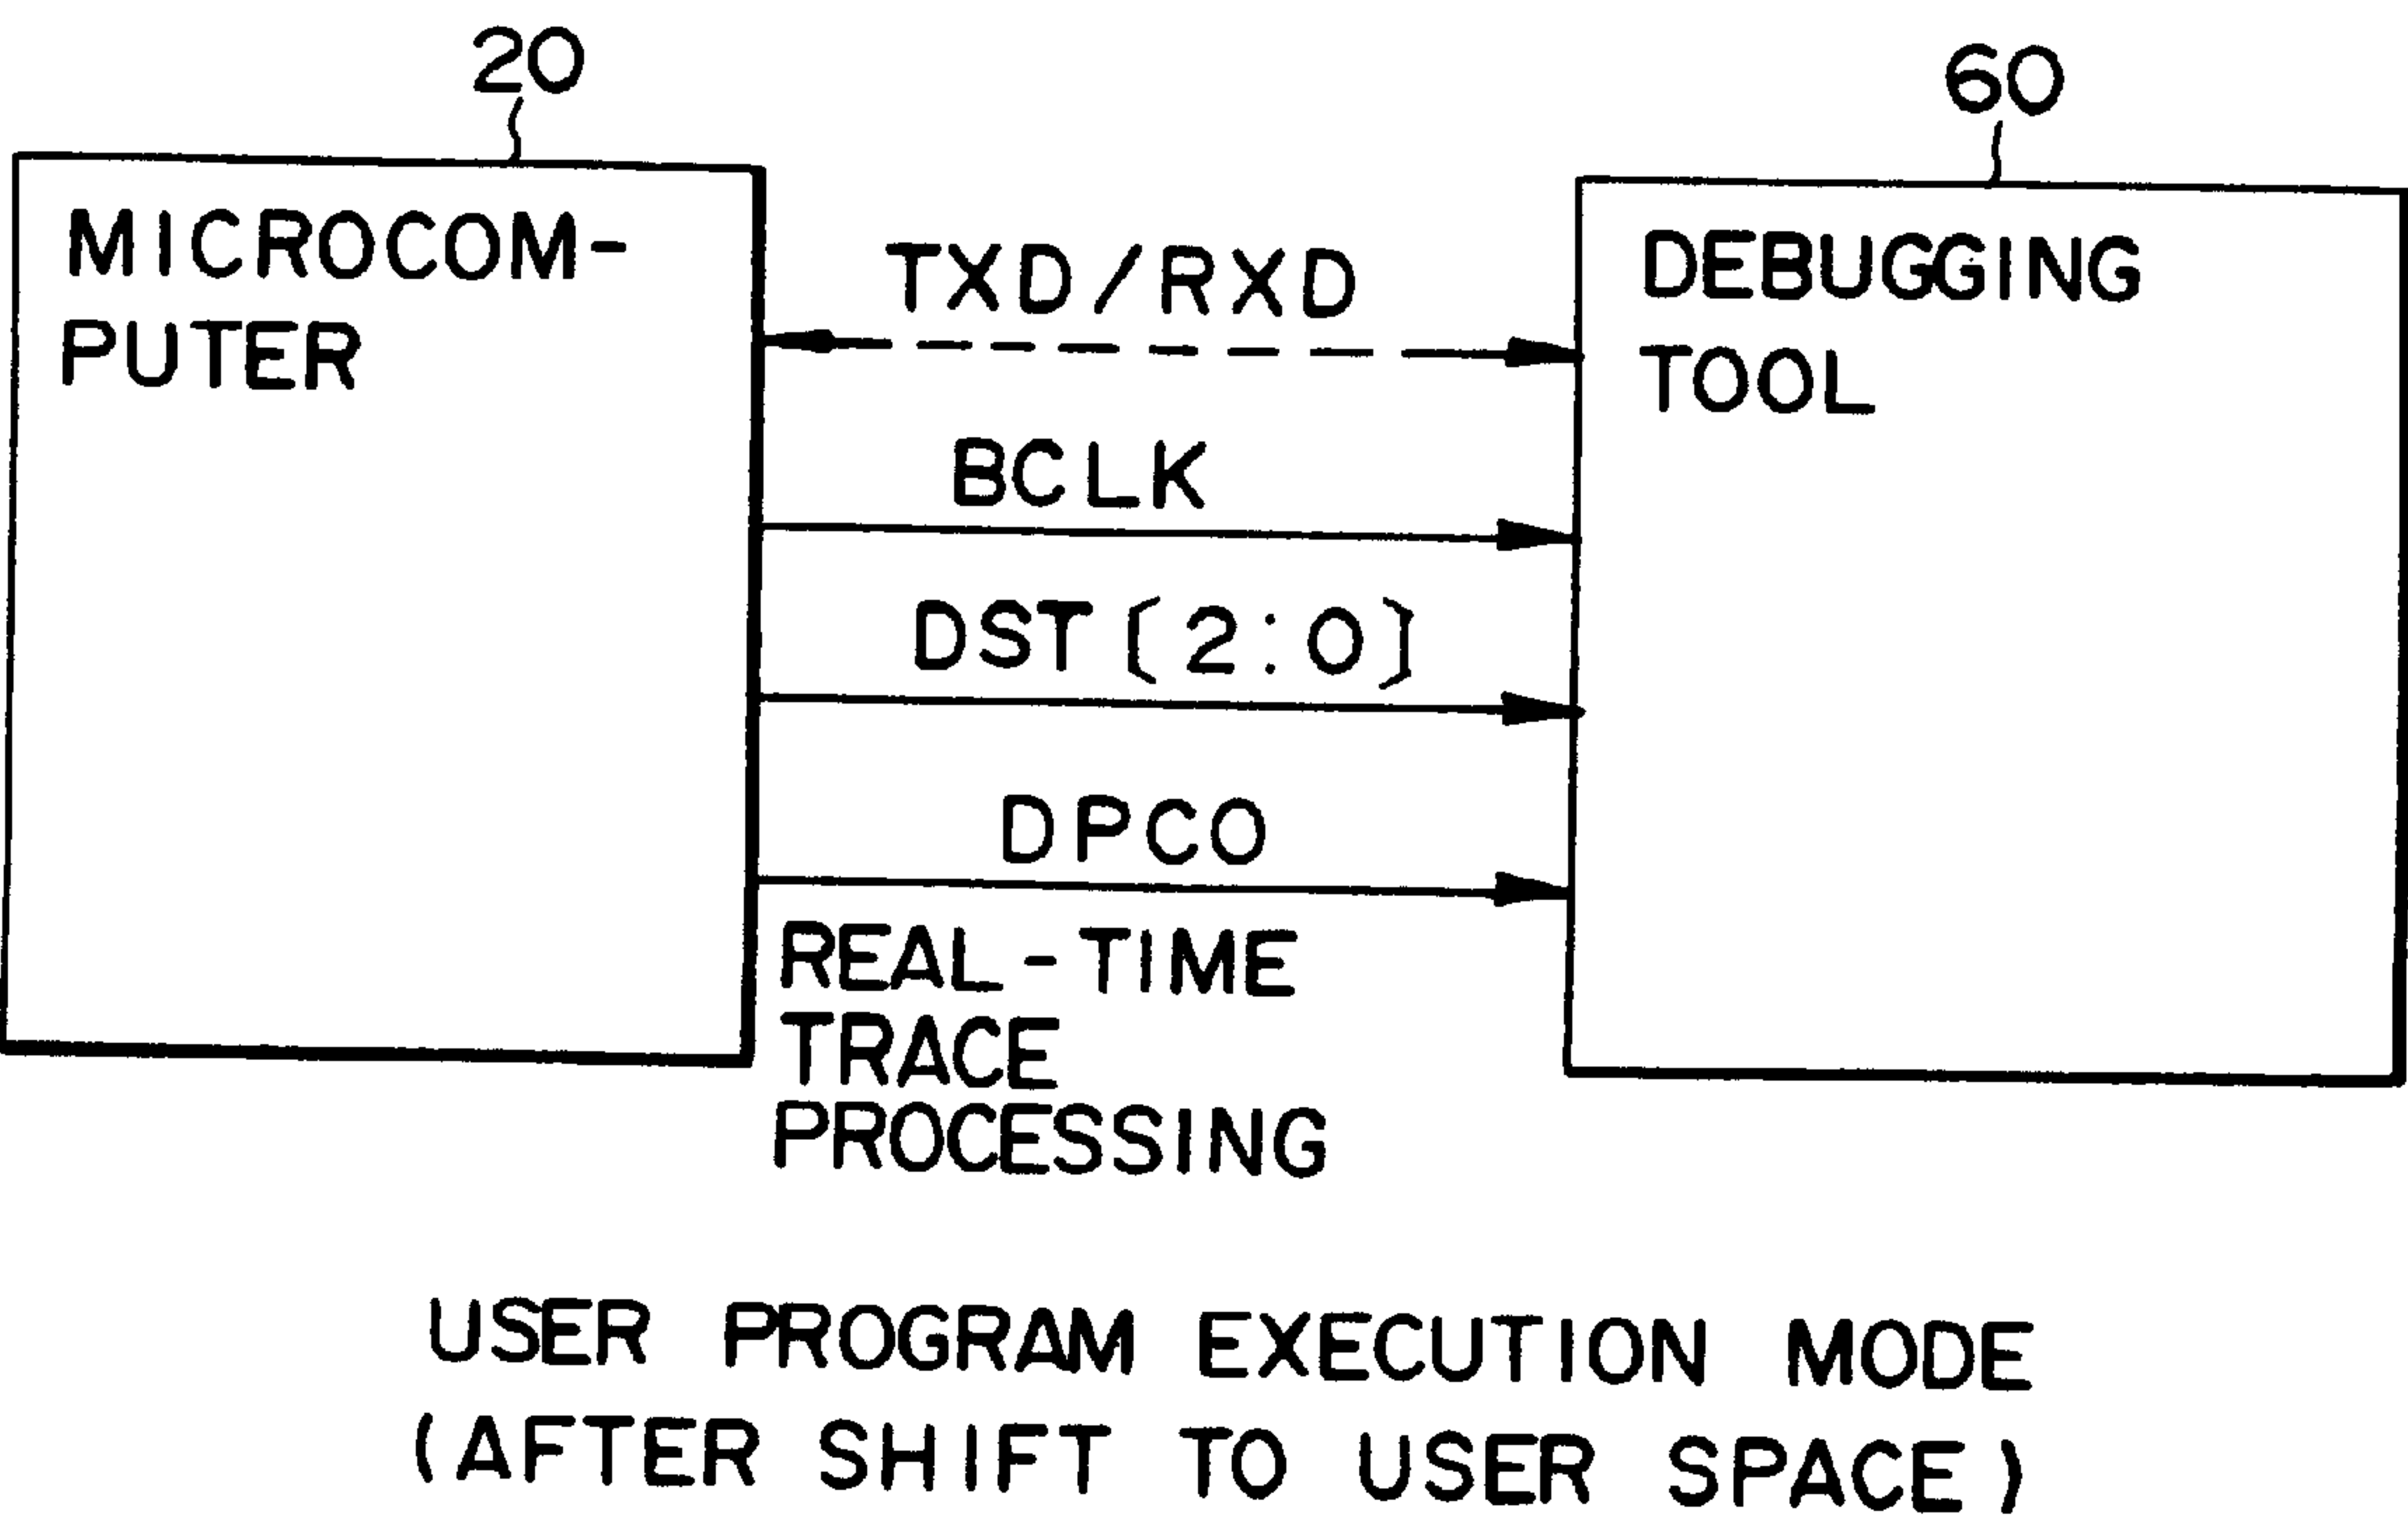 20
60
MICROCOM-
PUTER
TXD/RXD
DEBUGGING
TOOL
BCLK
DST(2:0)
DPCO
REAL-TIME
TRACE
PROCESSING
USER PROGRAM EXECUTION MODE
(AFTER SHIFT TO USER SPACE)